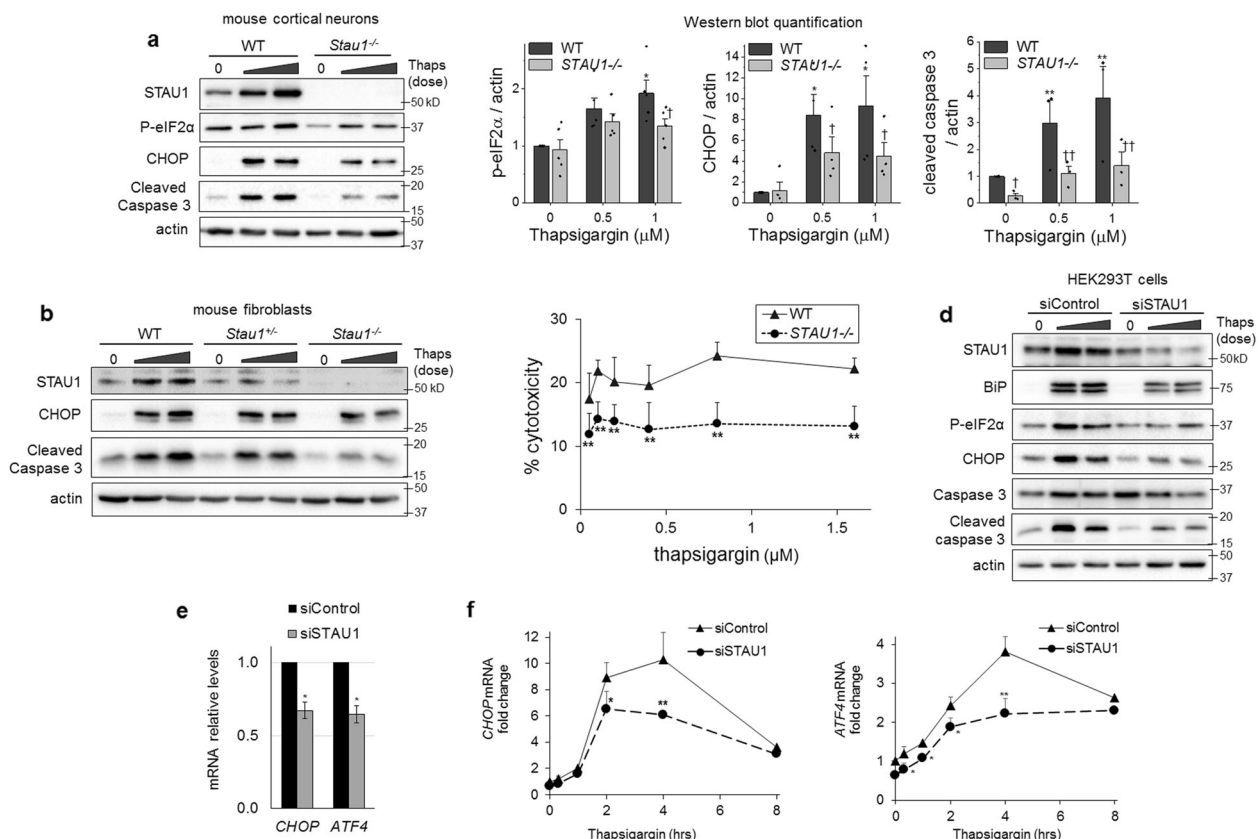 mouse cortical neurons
a
WT
Stau1-/-
0
0
Thaps
(dose)
STAU1
50 kD
P-eIF2α
37
CHOP
25
Cleaved
Caspase 3
20
15
actin
50
37
Western blot quantification
WT
STAU1-/-
p-eIF2α / actin
2
1
0
*
†
0
0.5
1
Thapsigargin (μM)
WT
STAU1-/-
CHOP / actin
14
12
10
8
6
4
2
0
*
†
*
†
0
0.5
1
Thapsigargin
(μM)
WT
STAU1-/-
cleaved caspase 3
/ actin
6
5
4
3
2
1
0
†
**
††
**
††
0
0.5
1
Thapsigargin
(μM)
b
mouse fibroblasts
WT
Stau1+/-
Stau1-/-
0
0
0
Thaps
(dose)
STAU1
50 kD
CHOP
37
25
Cleaved
Caspase 3
20
15
actin
50
37
WT
STAU1-/-
% cytotoxicity
30
20
10
0
**
**
**
**
**
**
0.5
1
1.5
thapsigargin (μM)
HEK293T cells
d
siControl
siSTAU1
0
0
Thaps
(dose)
STAU1
50kD
BiP
75
P-eIF2α
37
CHOP
25
Caspase 3
37
Cleaved
caspase 3
20
15
actin
50
37
e
siControl
siSTAU1
mRNA relative levels
1.0
0.5
0.0
*
*
CHOP
ATF4
f
siControl
siSTAU1
CHOP mRNA
fold change
12
10
8
6
4
2
0
*
**
0
2
4
6
8
Thapsigargin (hrs)
siControl
siSTAU1
ATF4 mRNA
fold change
4
3
2
1
0
*
*
*
**
0
2
4
6
8
Thapsigargin (hrs)